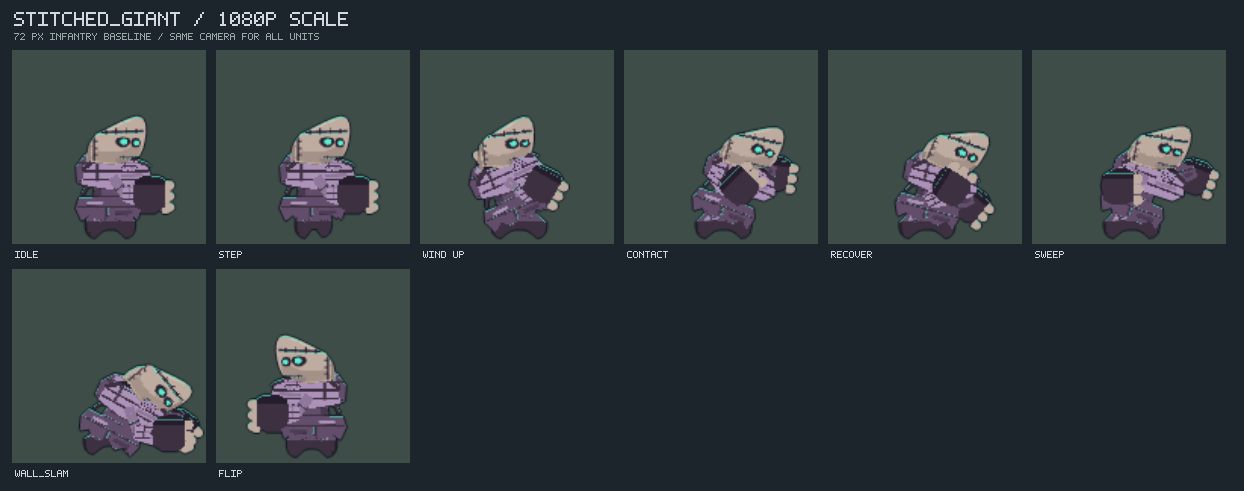 STITCHED_GIANT / 1080P SCALE
72 PX INFANTRY BASELINE / SAME CAMERA FOR ALL UNITS
IDLE
STEP
WIND UP
CONTACT
RECOVER
SWEEP
WALL_SLAM
FLIP